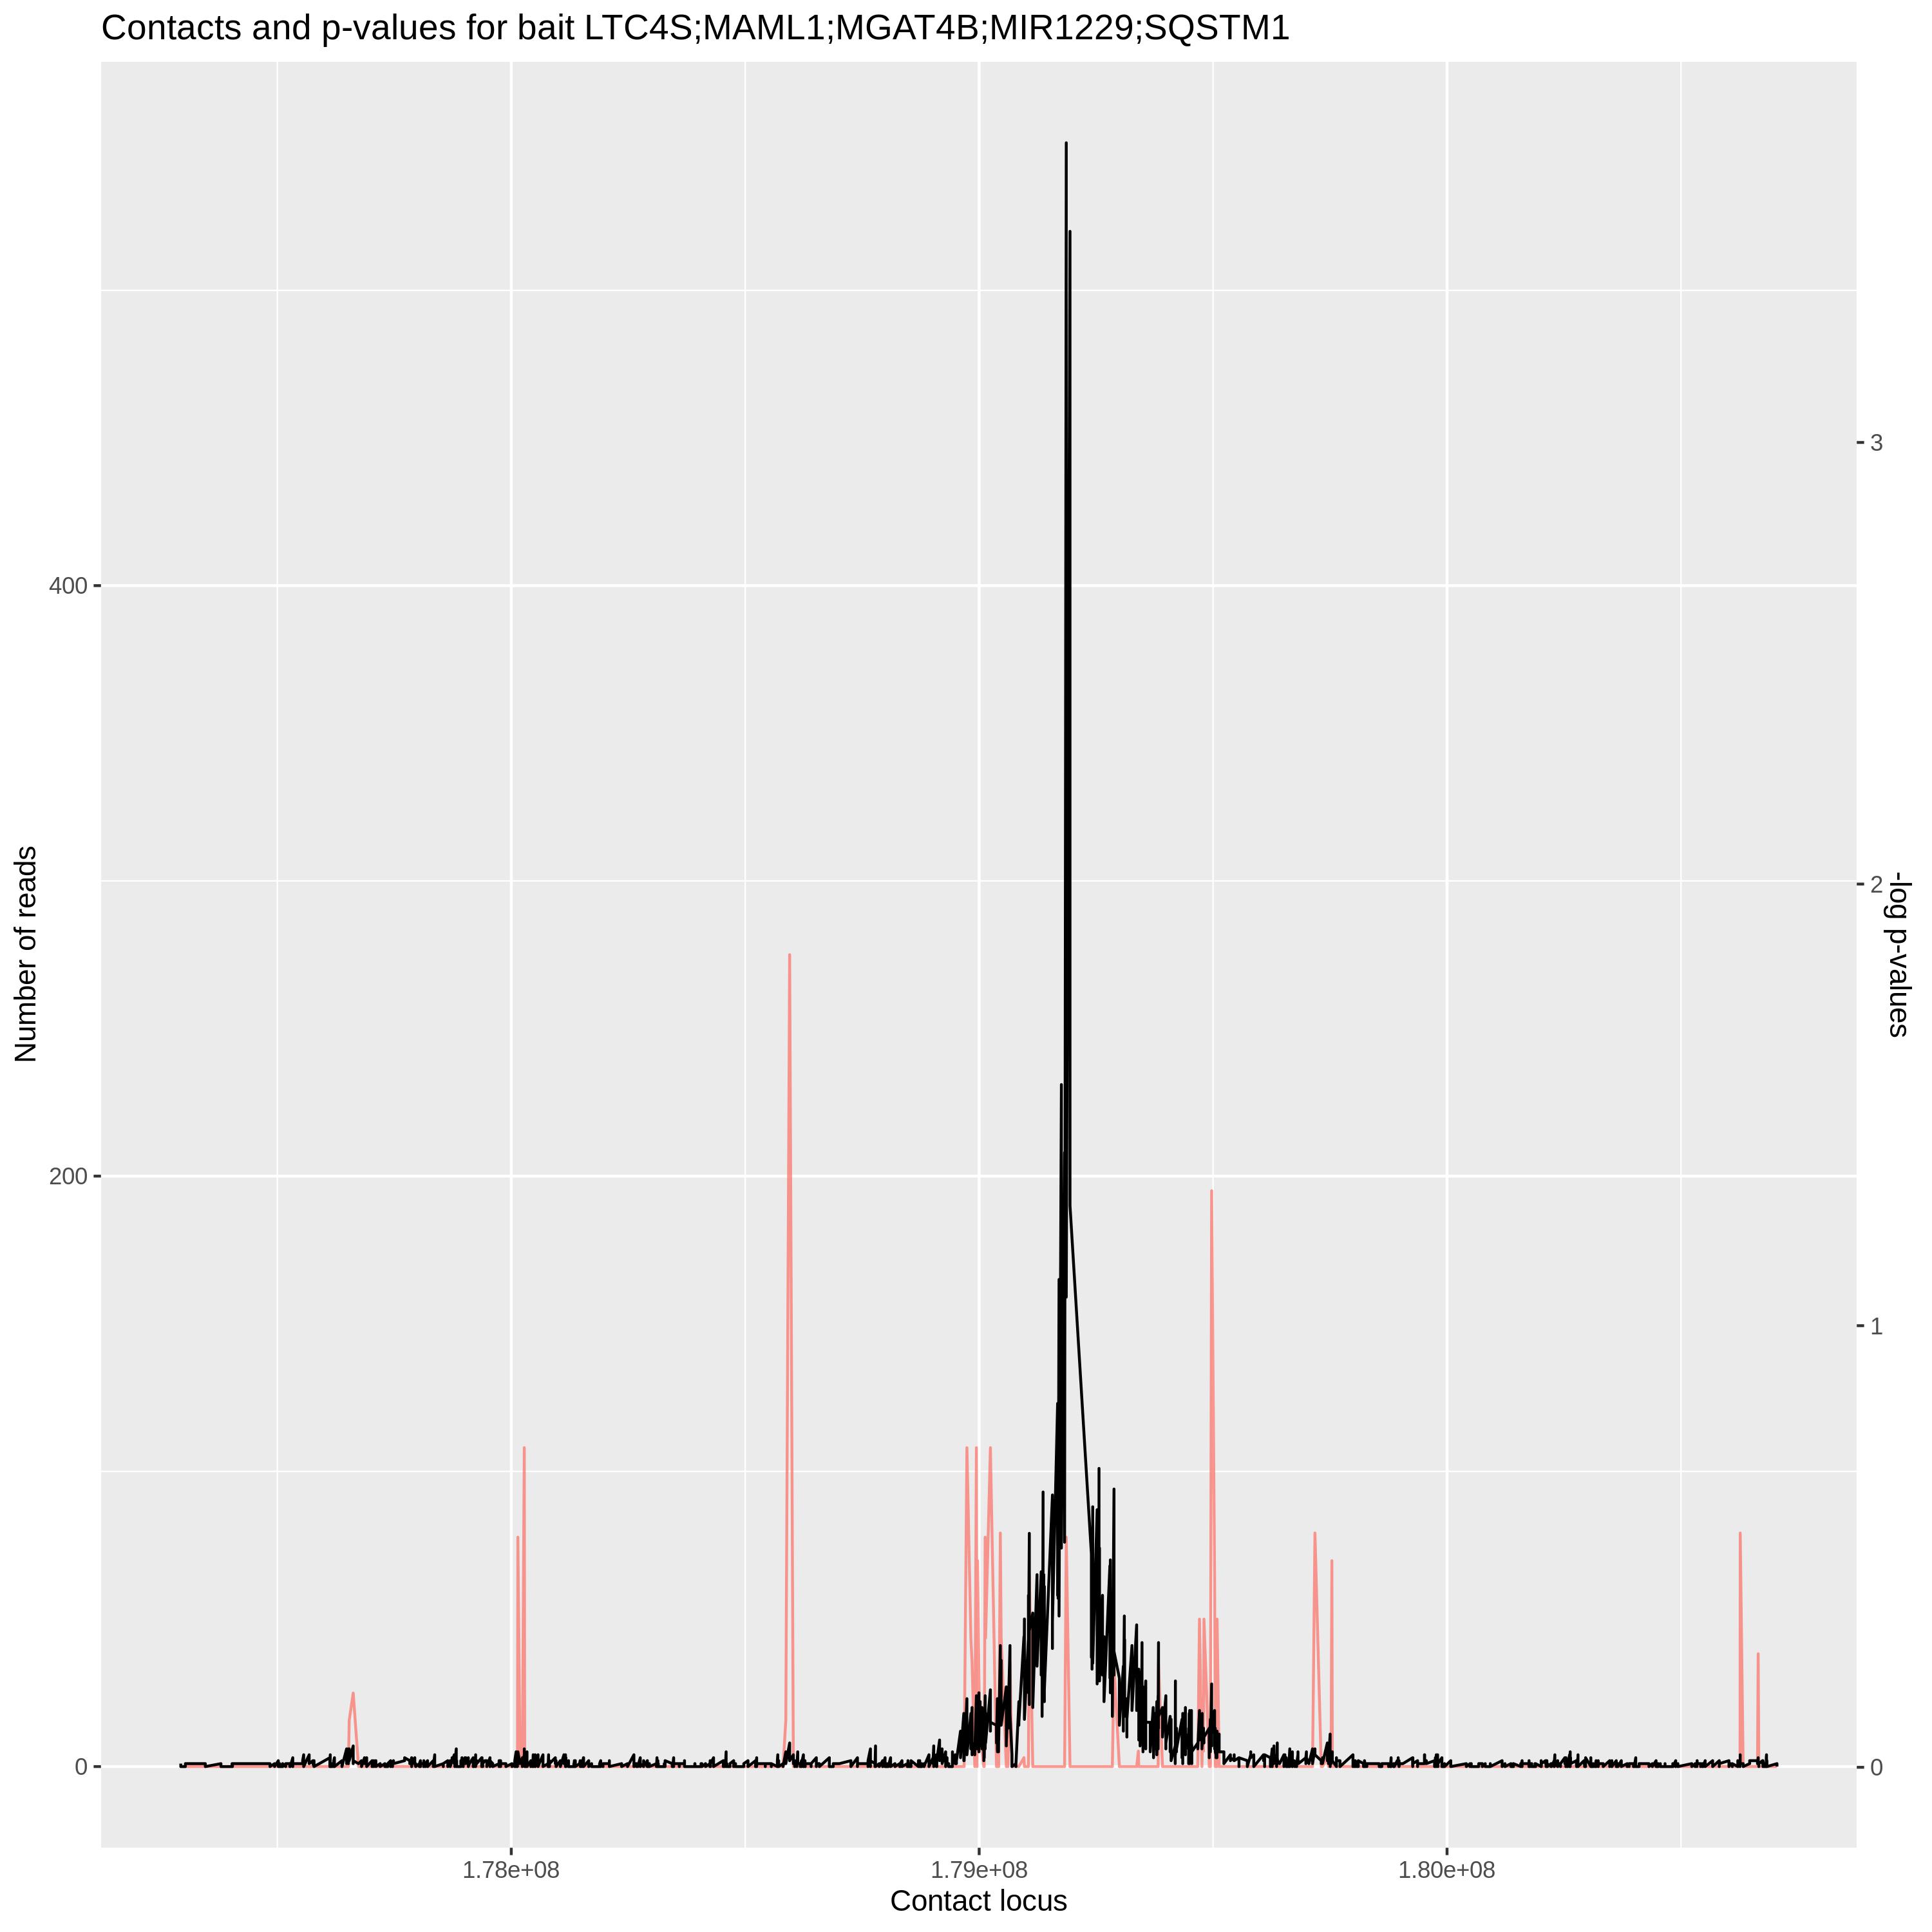 Contacts and p-values for bait LTC4S;MAML1;MGAT4B;MIR1229;SQSTM1
Number of reads
400
200
0
3
2
1
0
-log p-values
1.78e+08
1.79e+08
1.80e+08
Contact locus